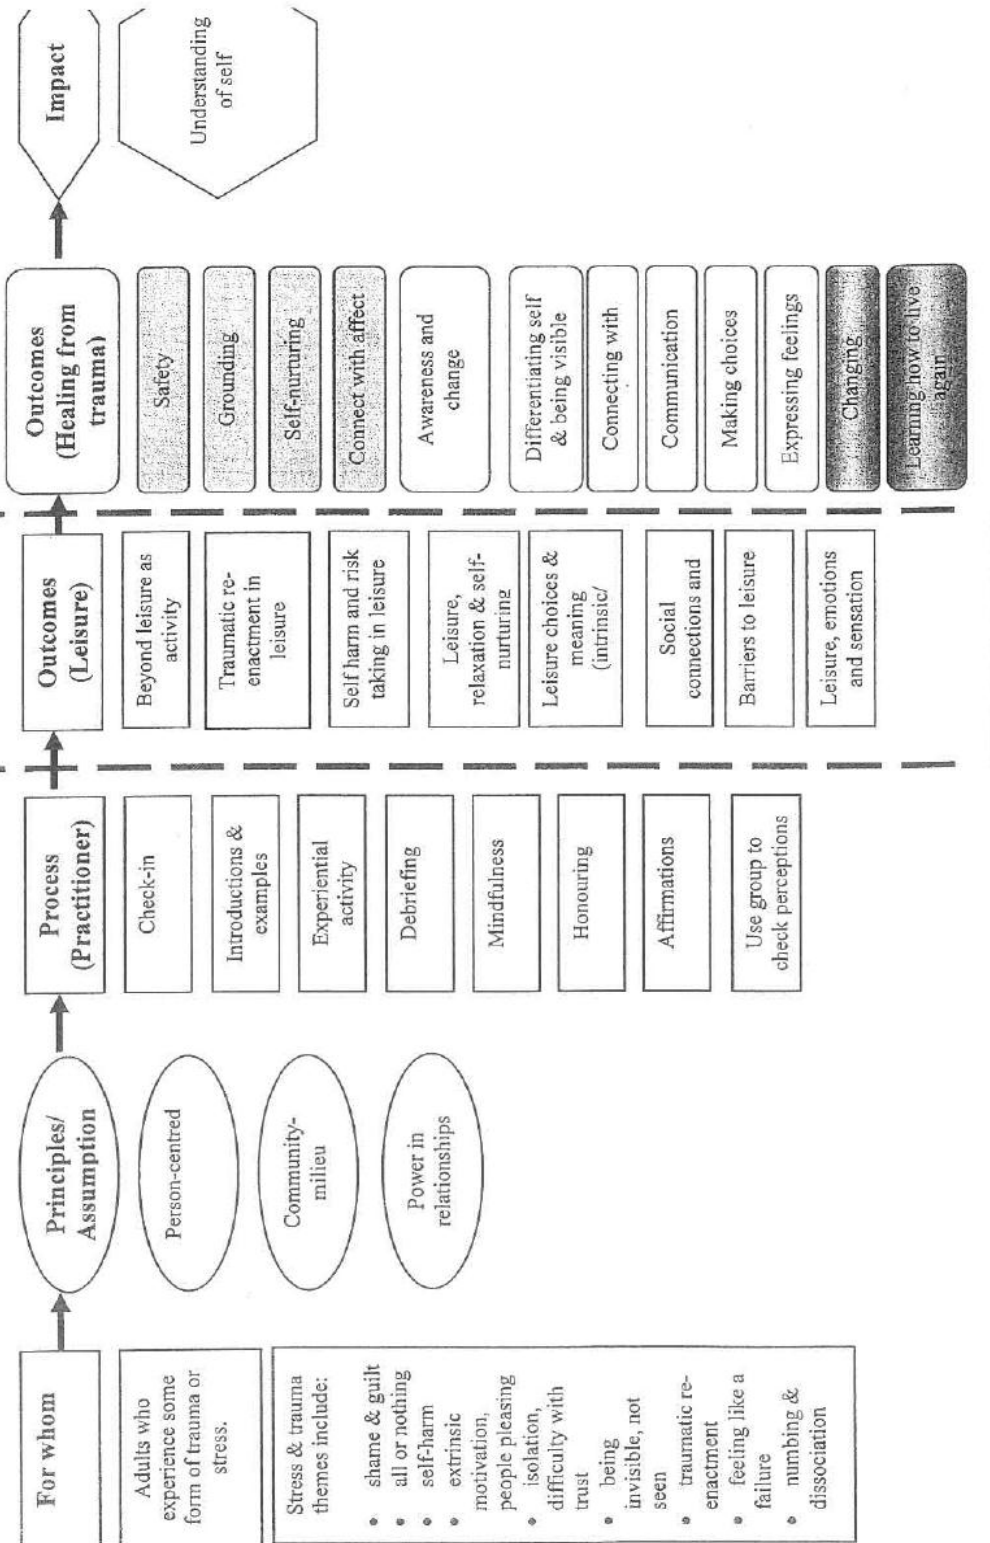 For whom
Adults who
experience some
form of trauma or
stress.
Stress & trauma
themes include:
• shame & guilt
• all or nothing
• self-harm
• extrinsic
motivation,
people pleasing
• isolation,
difficulty with
trust
• being
invisible, not
seen
• traumatic re-
enactment
• feeling like a
failure
• numbing &
dissociation
Principles/
Assumption
Person-centred
Community-
milieu
Power in
relationships
Process
(Practitioner)
Check-in
Introductions &
examples
Experiential
activity
Debriefing
Mindfulness
Honouring
Affirmations
Use group to
check perceptions
Outcomes
(Leisure)
Beyond leisure as
activity
Traumatic re-
enactment in
leisure
Self harm and risk
taking in leisure
Leisure,
relaxation & self-
nurturing
Leisure choices &
meaning
(intrinsic/
Social
connections and
Barriers to leisure
Leisure, emotions
and sensation
Outcomes
(Healing from
trauma)
Safety
Grounding
Self-nurturing
Connect with affect
Awareness and
change
Differentiating self
& being visible
Connecting with
Communication
Making choices
Expressing feelings
Changing
Learning how to live
again
Impact
Understanding
of self